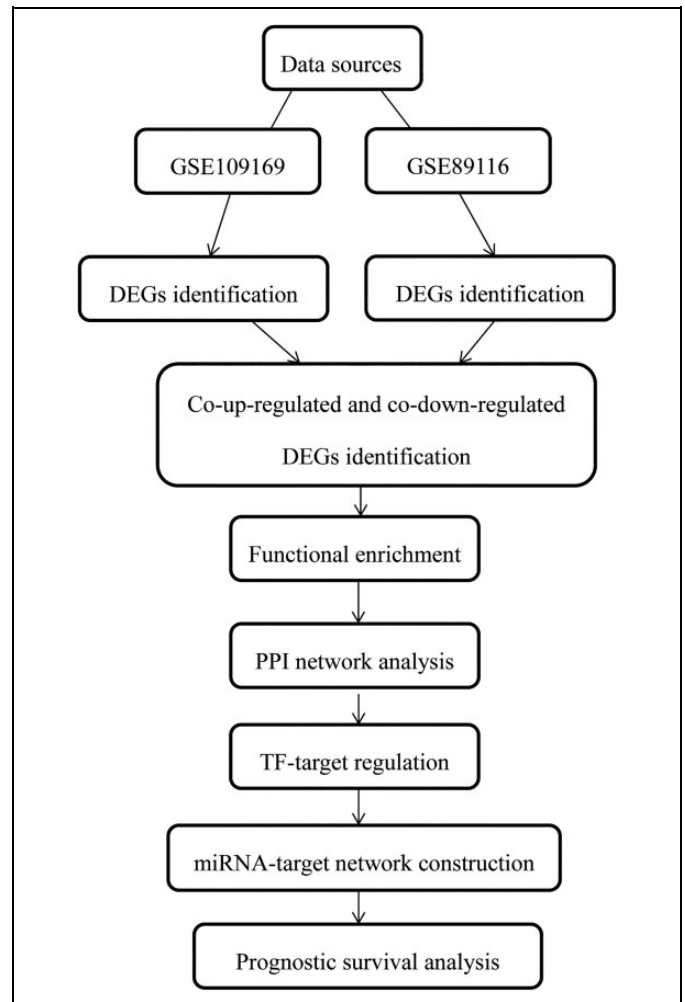 Data sources
GSE109169
GSE89116
DEGs identification
DEGs identification
Co-up-regulated and co-down-regulated
DEGs identification
Functional enrichment
PPI network analysis
TF-target regulation
miRNA-target network construction
Prognostic survival analysis